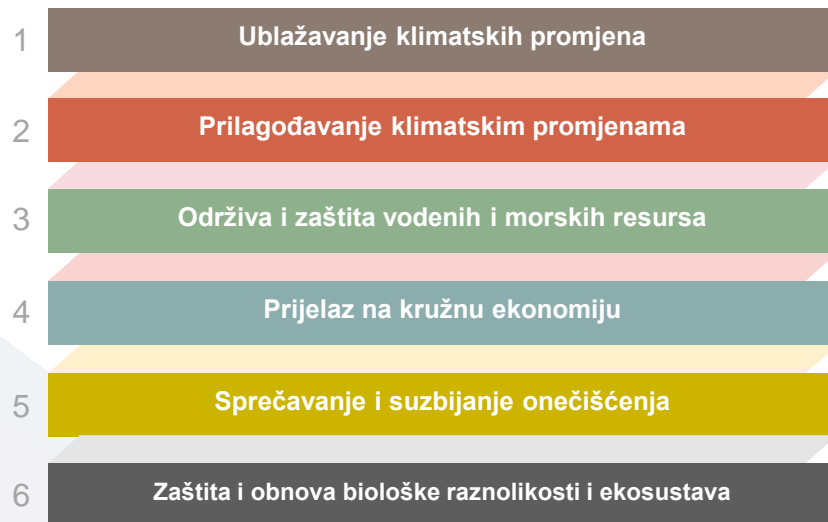 1 Ublažavanje klimatskih promjena
2 Prilagođavanje klimatskim promjenama
3 Održiva i zaštita vodenih i morskih resursa
4 Prijelaz na kružnu ekonomiju
5 Sprečavanje i suzbijanje onečišćenja
6 Zaštita i obnova biološke raznolikosti i ekosustava